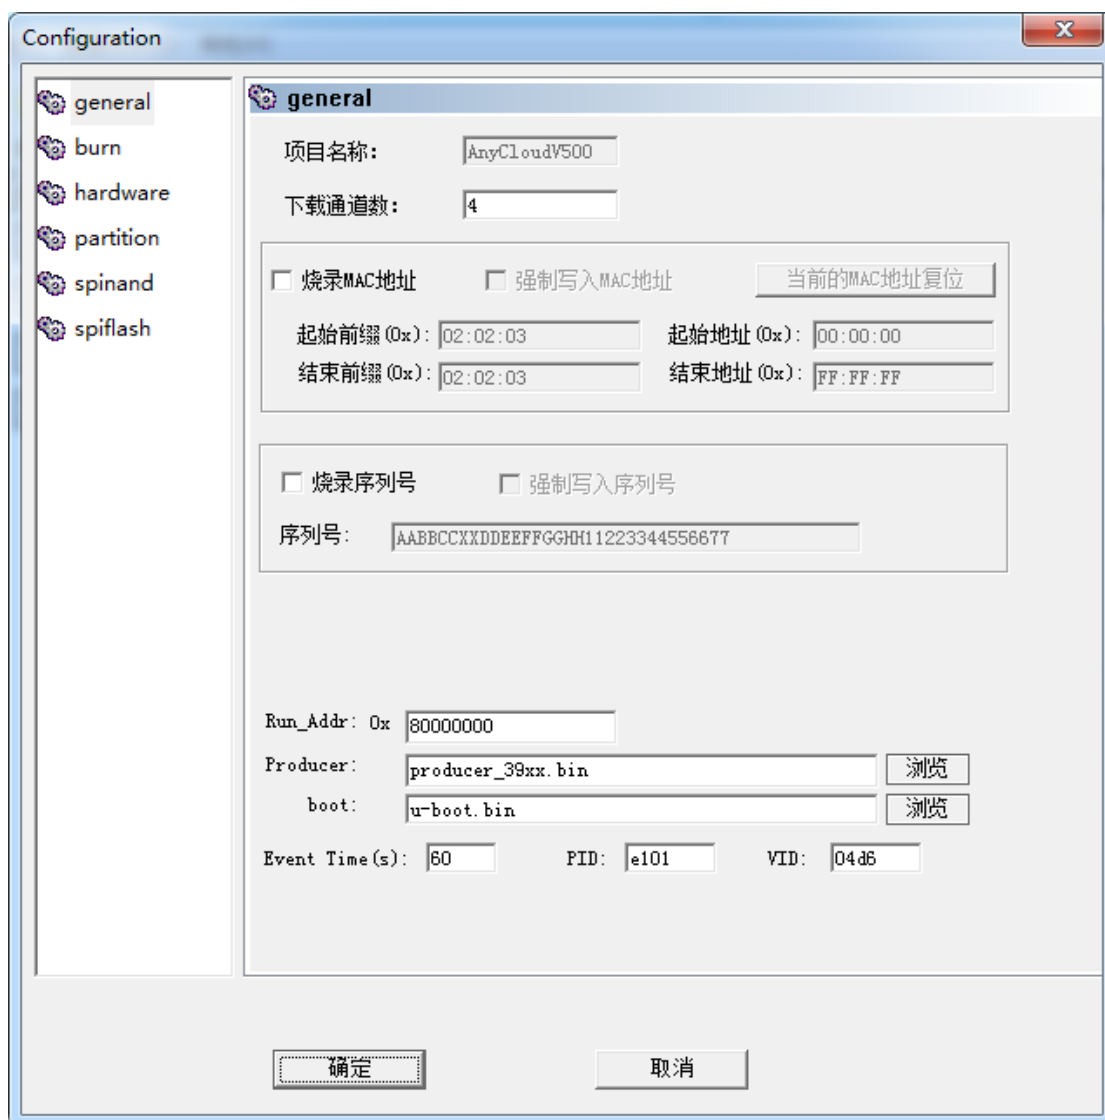 Configuration
general
burn
hardware
partition
spinand
spiflash
general
项目名称: AnyCloudV500
下载通道数: 4
烧录MAC地址 强制写入MAC地址 当前的MAC地址复位
起始前缀(0x): 02:02:03 起始地址(0x): 00:00:00
结束前缀(0x): 02:02:03 结束地址(0x): FF:FF:FF
烧录序列号 强制写入序列号
序列号: AABBCCXXDDEEFFGGHH11223344556677
Run_Addr: 0x 80000000
Producer: producer_39xx.bin 浏览
boot: u-boot.bin 浏览
Event Time(s): 60 PID: e101 VID: 04d6
确定 取消